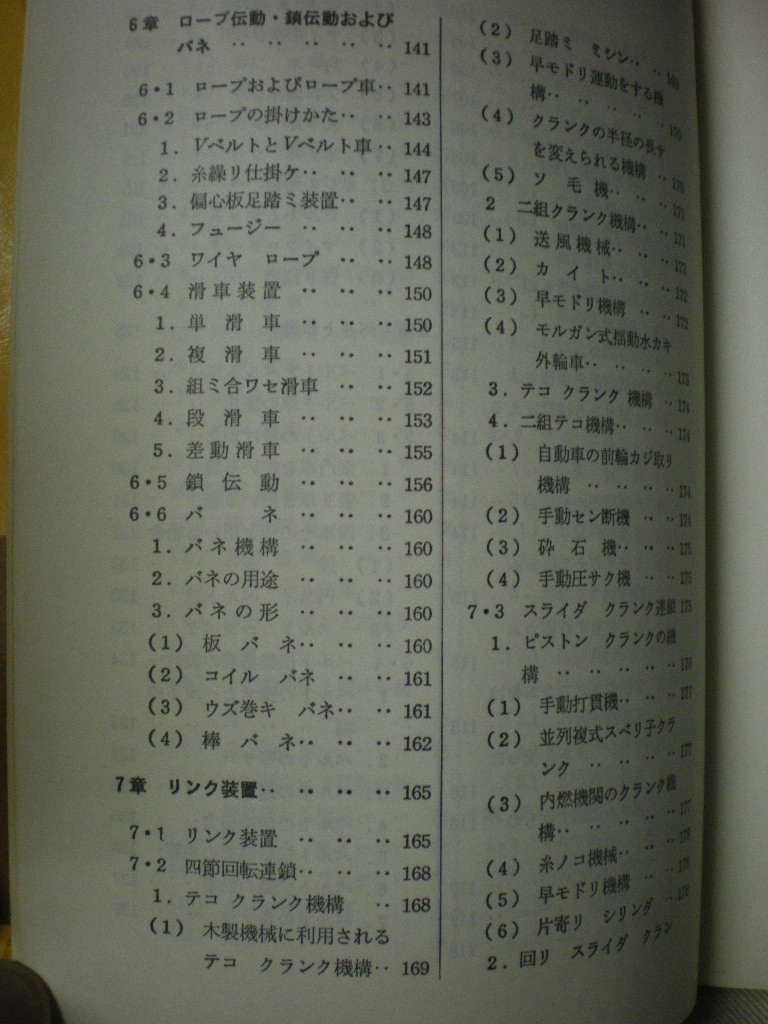 6章 ロープ伝動・鎖伝動および
バネ ‥ ‥ ‥ ‥ ‥ 141
6・1 ロープおよびロープ車‥ 141
6・2 ロープの掛けかた‥ ‥ 143
1. VベルトとVベルト車‥ 144
2. 糸繰リ仕掛ケ‥ ‥ ‥ 147
3. 偏心板足踏ミ装置‥ ‥ 147
4. フュージー ‥ ‥ ‥ 148
6・3 ワイヤ ロープ ‥ ‥ 148
6・4 滑車装置 ‥ ‥ ‥ 150
1. 単滑車 ‥ ‥ ‥ 150
2. 複滑車 ‥ ‥ ‥ 151
3. 組ミ合ワセ滑車 ‥ ‥ 152
4. 段滑車 ‥ ‥ ‥ 153
5. 差動滑車 ‥ ‥ ‥ 155
6・5 鎖伝動 ‥ ‥ ‥ 156
6・6 バネ ‥ ‥ ‥ 160
1. バネ機構 ‥ ‥ ‥ 160
2. バネの用途 ‥ ‥ ‥ 160
3. バネの形 ‥ ‥ ‥ 160
(1) 板バネ‥ ‥ ‥ 160
(2) コイル バネ ‥ ‥ 161
(3) ウズ巻キ バネ‥ ‥ 161
(4) 棒バネ‥ ‥ ‥ 162
7章 リンク装置‥ ‥ ‥ ‥ 165
7・1 リンク装置 ‥ ‥ ‥ 165
7・2 四節回転連鎖‥ ‥ ‥ 168
1. テコ クランク機構 ‥ 168
(1) 木製機械に利用される
テコ クランク機構‥ 169
(2) 足踏ミ ミシン‥ ‥
(3) 早モドリ運動をする機
構‥ ‥ ‥ ‥ 170
(4) クランクの半径の長サ
を変えられる機構 ‥ 170
(5) ソ毛機‥ ‥ ‥ 171
2 二組クランク機構‥ ‥ 171
(1) 送風機械‥ ‥ ‥ 172
(2) カイト‥ ‥ ‥ 172
(3) 早モドリ機構 ‥ ‥ 172
(4) モルガン式揺動水カキ
外輪車‥ ‥ ‥ ‥ 173
3. テコ クランク 機構 ‥ 174
4. 二組テコ機構‥ ‥ ‥ 174
(1) 自動車の前輪カジ取リ
機構 ‥ ‥ ‥ ‥ 174
(2) 手動セン断機 ‥ ‥ 174
(3) 砕石機‥ ‥ ‥ 175
(4) 手動圧サク機 ‥ ‥
7・3 スライダ クランク連鎖 175
1. ピストン クランクの機
構 ‥ ‥ ‥ ‥ ‥ 176
(1) 手動打貫機‥ ‥ ‥ 177
(2) 並列複式スベリ子クラ
ンク ‥ ‥ ‥ ‥ 177
(3) 内燃機関のクランク機
構‥ ‥ ‥ ‥ ‥ 177
(4) 糸ノコ機械‥ ‥ ‥ 178
(5) 早モドリ機構 ‥ ‥ 178
(6) 片寄リ シリンダ ‥ 178
2. 回リ スライダ クラン